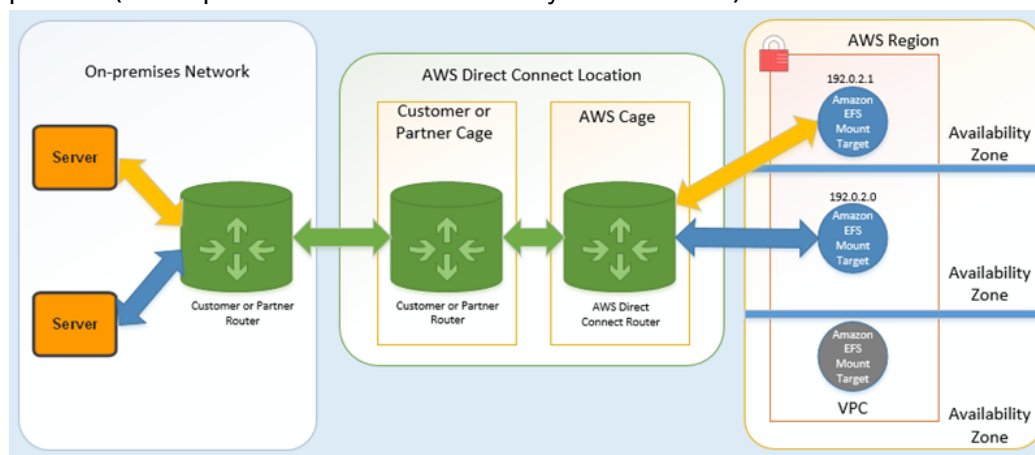 On-premises Network
Server
Server
Customer or Partner
Router
AWS Direct Connect Location
Customer or
Partner Cage
Customer or Partner
Router
AWS Cage
AWS Direct
Connect Router
AWS Region
192.0.2.1
Amazon
EFS
Mount
Target
Availability
Zone
192.0.2.0
Amazon
EFS
Mount
Target
Availability
Zone
Amazon
EFS
Mount
Target
VPC
Availability
Zone